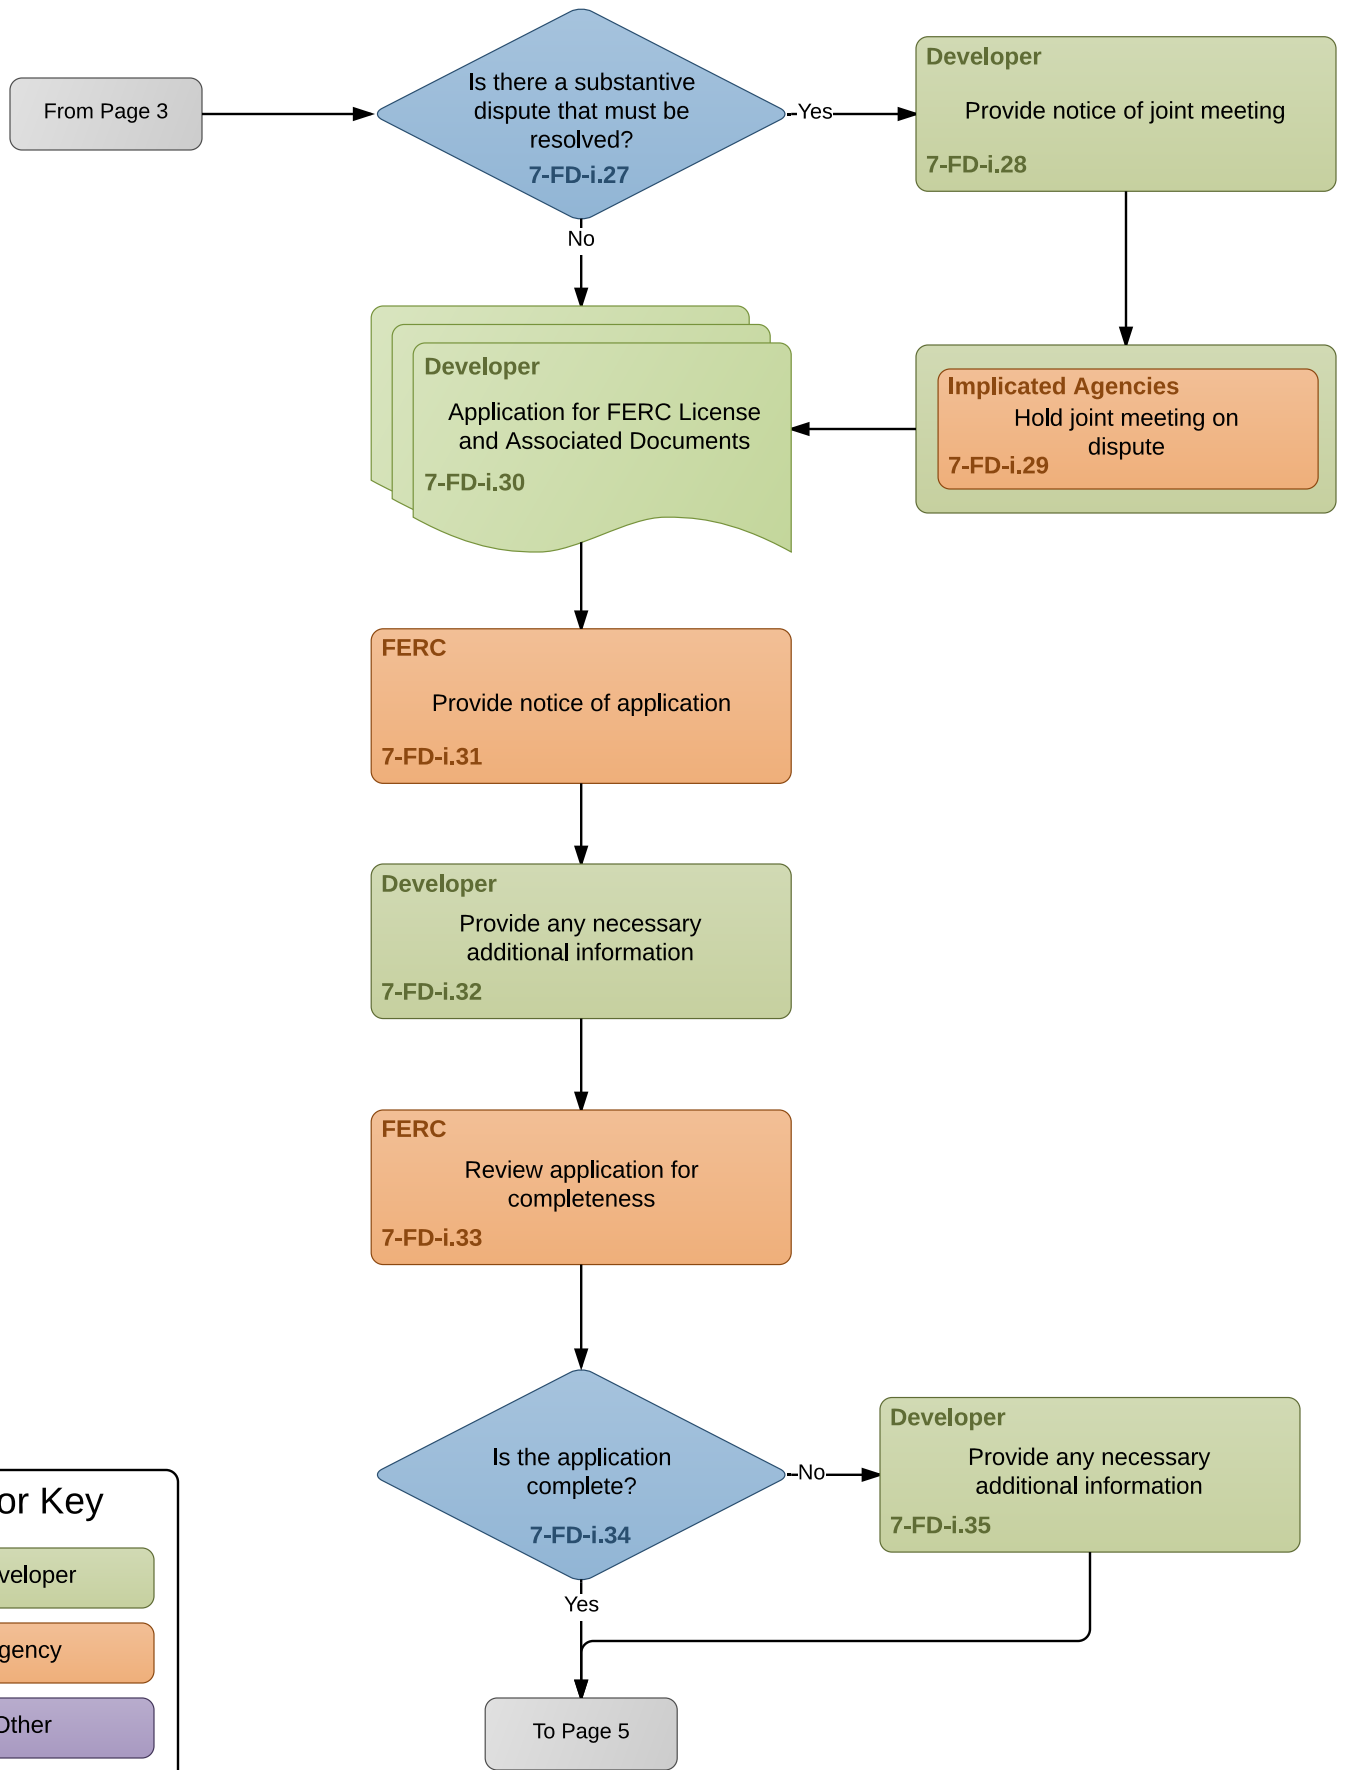 From Page 3
Is there a substantive
dispute that must be
resolved?
7-FD-i.27
Yes
Developer
Provide notice of joint meeting
7-FD-i.28
No
Developer
Application for FERC License
and Associated Documents
7-FD-i.30
Implicated Agencies
Hold joint meeting on
dispute
7-FD-i.29
FERC
Provide notice of application
7-FD-i.31
Developer
Provide any necessary
additional information
7-FD-i.32
FERC
Review application for
completeness
7-FD-i.33
Is the application
complete?
7-FD-i.34
No
Developer
Provide any necessary
additional information
7-FD-i.35
Yes
To Page 5
or Key
veloper
gency
Other